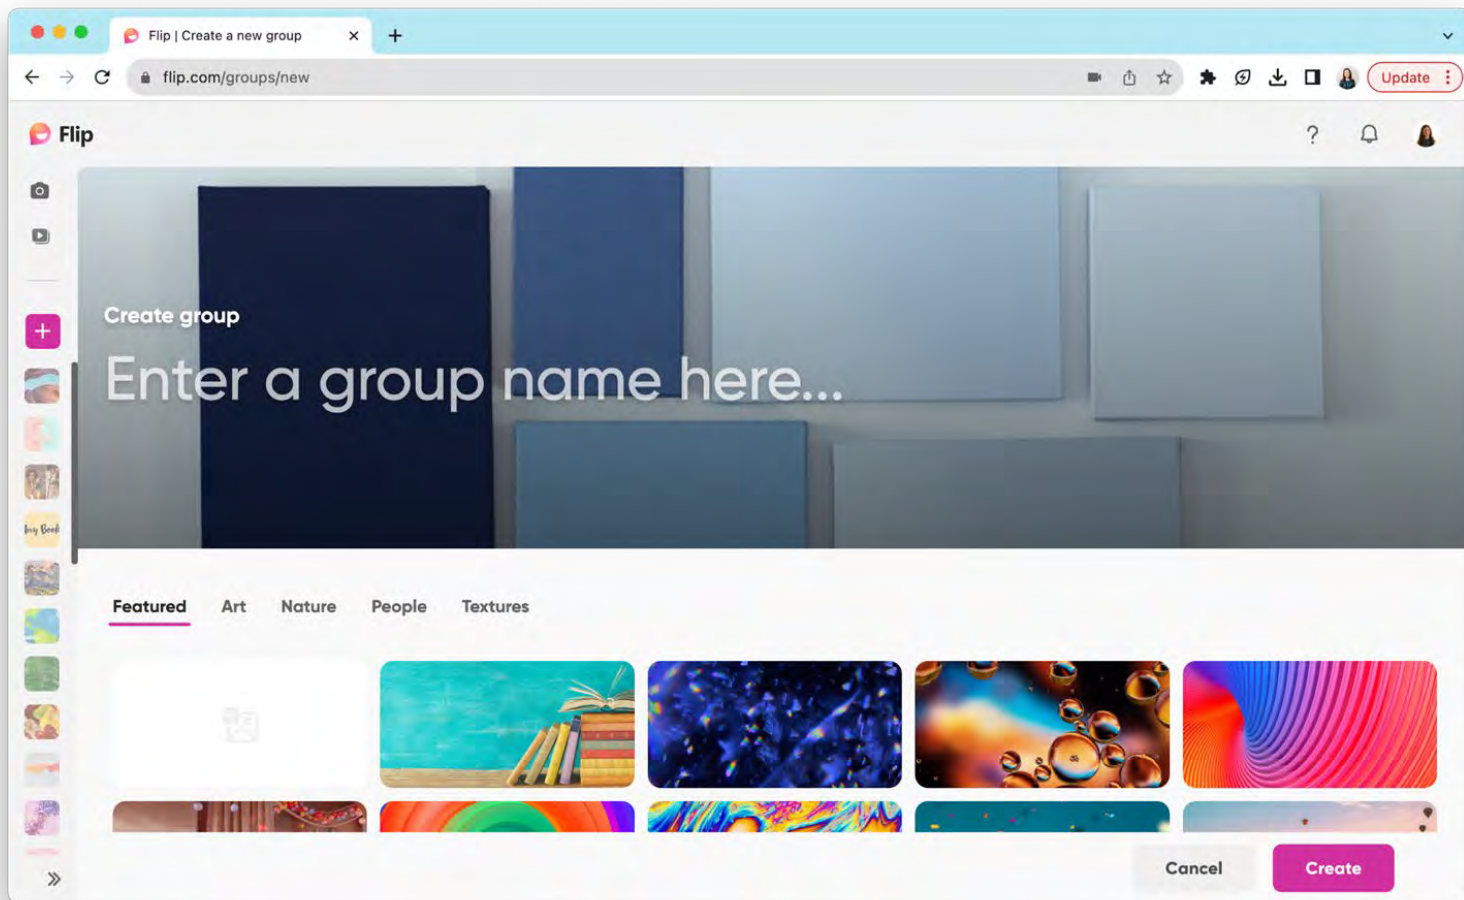 Flip | Create a new group
flip.com/groups/new
Update
Flip
Create group
Enter a group name here...
Featured Art Nature People Textures
Cancel Create